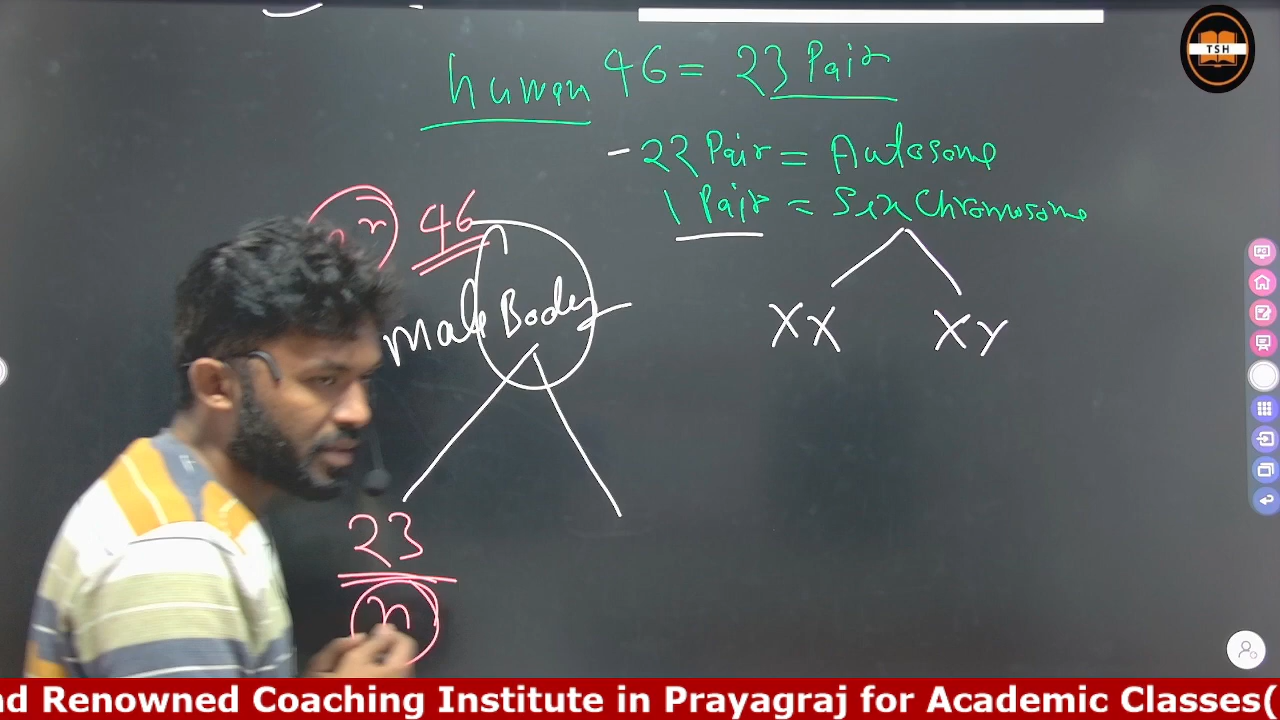 TSH
human 46 = 23 Pair
- 22 Pair = Autosome
1 Pair = Sex Chromosome
XX XY
n) 46
Male Body
23
n
nd Renowned Coaching Institute in Prayagraj for Academic Classes(